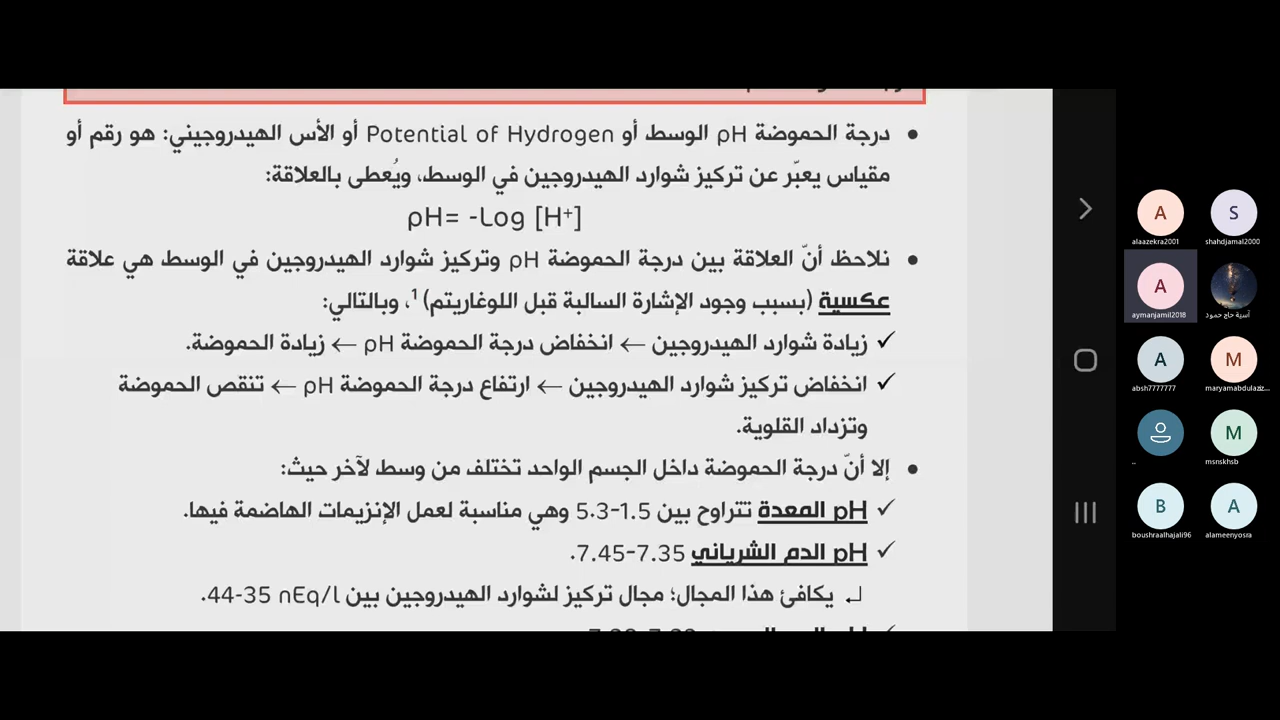 درجة الحموضة pH الوسط أو Potential of Hydrogen أو الأس الهيدروجيني: هو رقم أو
مقياس يعبّر عن تركيز شوارد الهيدروجين في الوسط، ويُعطى بالعلاقة:
pH= -Log [H⁺]
نلاحظ أنّ العلاقة بين درجة الحموضة pH وتركيز شوارد الهيدروجين في الوسط هي علاقة
عكسية (بسبب وجود الإشارة السالبة قبل اللوغاريتم)¹، وبالتالي:
✓ زيادة شوارد الهيدروجين ← انخفاض درجة الحموضة pH ← زيادة الحموضة.
✓ انخفاض تركيز شوارد الهيدروجين ← ارتفاع درجة الحموضة pH ← تنقص الحموضة
وتزداد القلوية.
إلا أنّ درجة الحموضة داخل الجسم الواحد تختلف من وسط لآخر حيث:
✓ pH المعدة تتراوح بين 1.5-5.3 وهي مناسبة لعمل الإنزيمات الهاضمة فيها.
✓ pH الدم الشرياني 7.35-7.45.
يكافئ هذا المجال؛ مجال تركيز لشوارد الهيدروجين بين 35-44 nEq/l.
A
alaazekra2001
S
shahdjamal2000
A
aymanjamil2018
آسية حاج حمود
A
absh7777777
M
maryamabdulaziz...
..
M
msnskhsb
B
boushraalhajali96
A
alameenyosra